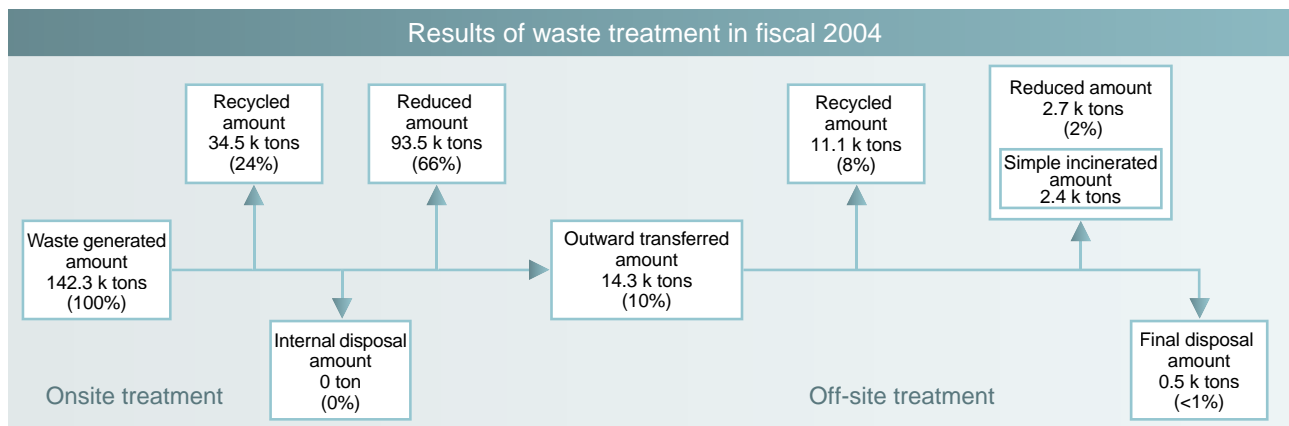 Results of waste treatment in fiscal 2004
Recycled
amount
34.5 k tons
(24%)
Reduced
amount
93.5 k tons
(66%)
Recycled
amount
11.1 k tons
(8%)
Reduced amount
2.7 k tons
(2%)
Simple incinerated
amount
2.4 k tons
Waste generated
amount
142.3 k tons
(100%)
Outward transferred
amount
14.3 k tons
(10%)
Internal disposal
amount
0 ton
(0%)
Final disposal
amount
0.5 k tons
(<1%)
Onsite treatment
Off-site treatment